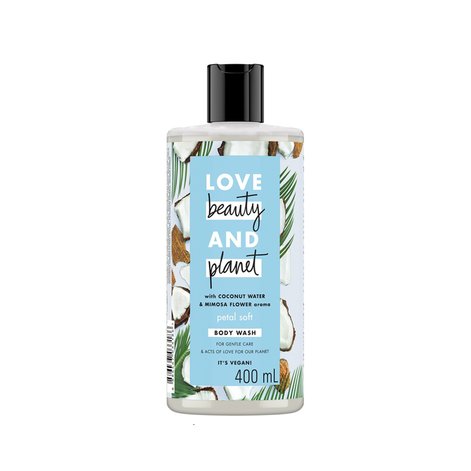 LOVE
beauty
AND
planet
with COCONUT WATER
& MIMOSA FLOWER aroma
petal soft
BODY WASH
FOR GENTLE CARE
& ACTS OF LOVE FOR OUR PLANET
IT'S VEGAN!
400 mL